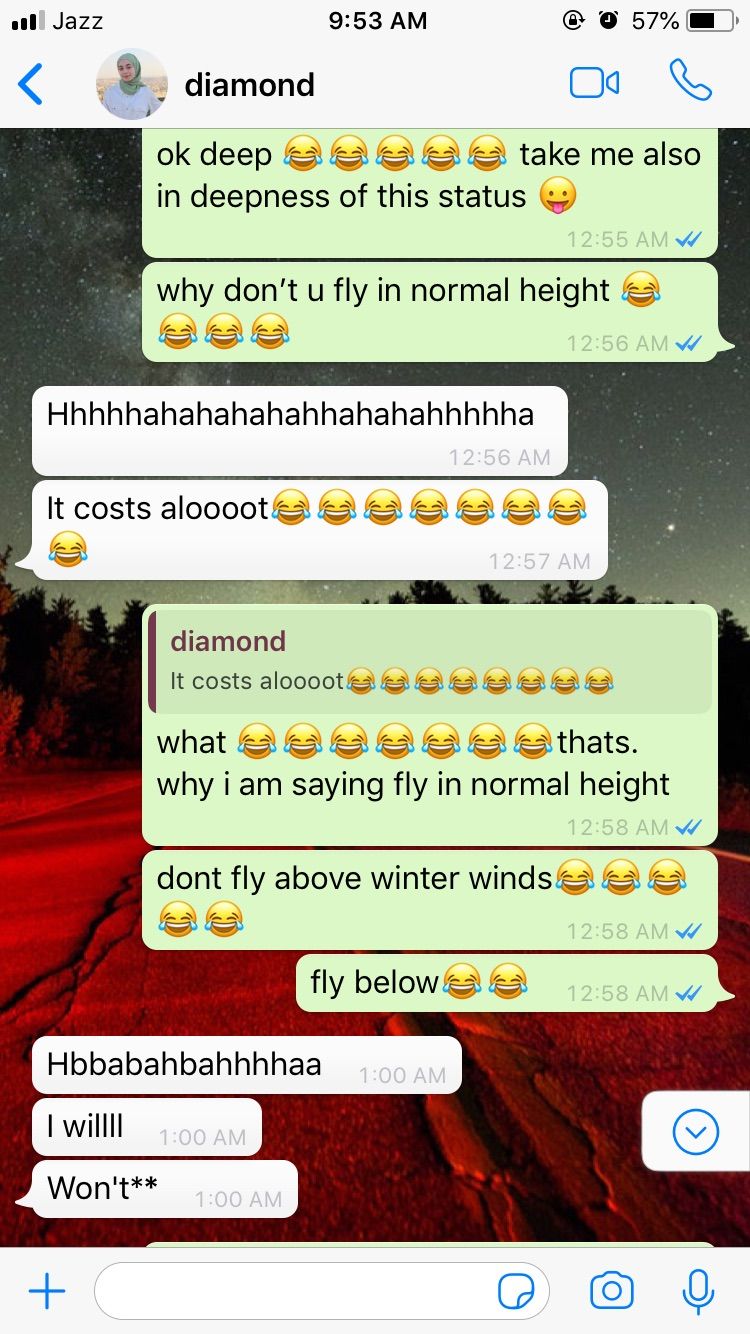 Jazz 9:53 AM 57%
diamond
ok deep 😂😂😂😂😂 take me also
in deepness of this status 😛
12:55 AM
why don’t u fly in normal height 😂
😂😂😂 12:56 AM
Hhhhhahahahahahhahahahhhhha
12:56 AM
It costs aloooot😂😂😂😂😂😂😂
😂 12:57 AM
diamond
It costs aloooot😂😂😂😂😂😂😂😂
what 😂😂😂😂😂😂😂thats.
why i am saying fly in normal height
12:58 AM
dont fly above winter winds😂😂😂
😂😂 12:58 AM
fly below😂😂 12:58 AM
Hbbabahbahhhhaa 1:00 AM
I willll 1:00 AM
Won't** 1:00 AM